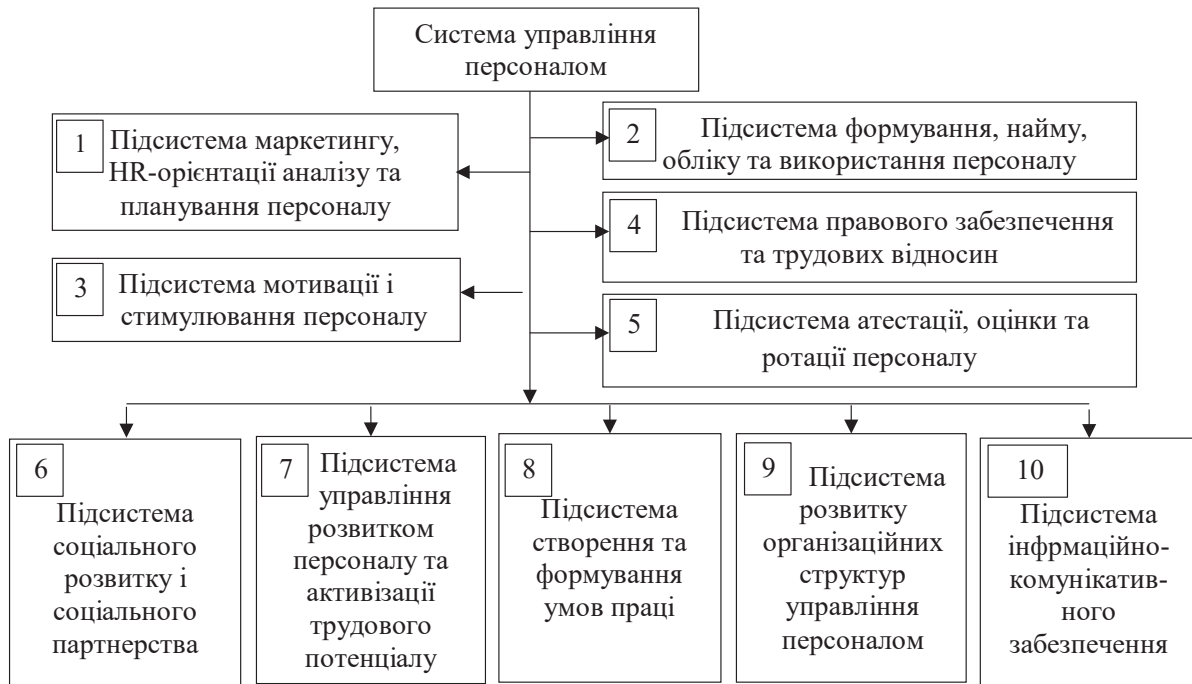 Система управління
персоналом
1
Підсистема маркетингу,
HR-орієнтації аналізу та
планування персоналу
2
Підсистема формування, найму,
обліку та використання персоналу
3
Підсистема мотивації і
стимулювання персоналу
4
Підсистема правового забезпечення
та трудових відносин
5
Підсистема атестації, оцінки та
ротації персоналу
6
Підсистема
соціального
розвитку і
соціального
партнерства
7
Підсистема
управління
розвитком
персоналу та
активізації
трудового
потенціалу
8
Підсистема
створення та
формування
умов праці
9
Підсистема
розвитку
організаційних
структур
управління
персоналом
10
Підсистема
інфрмаційно-
комунікатив-
ного
забезпечення